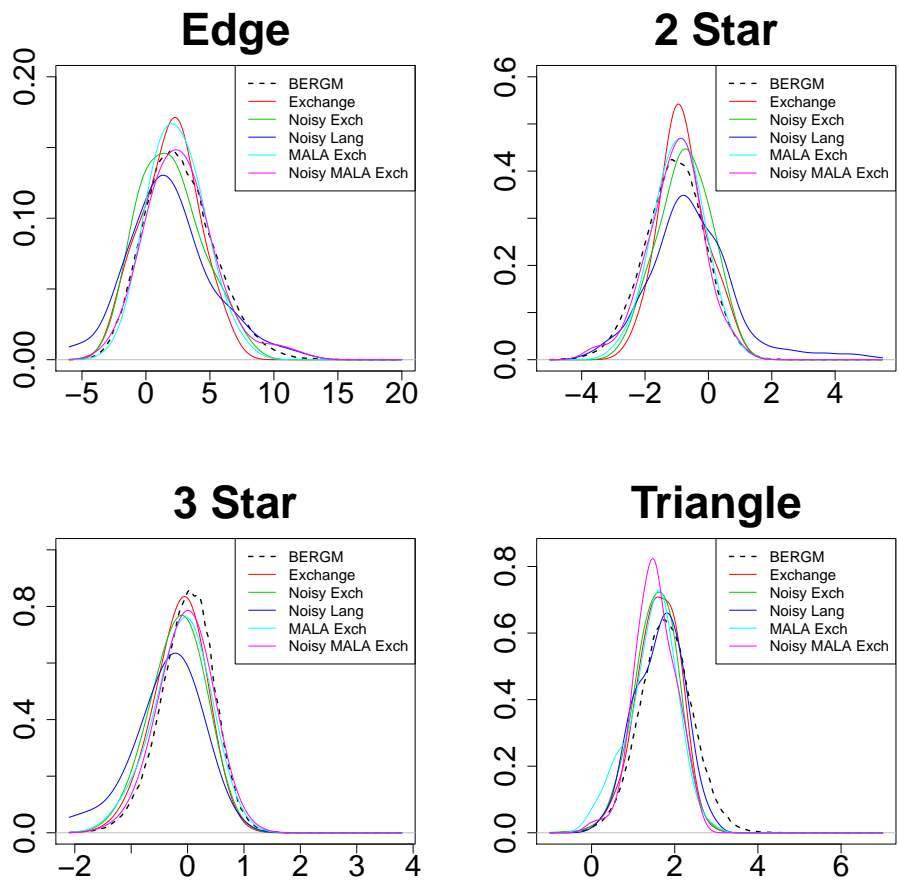 Edge
0.20
0.10
0.00
BERGM
Exchange
Noisy Exch
Noisy Lang
MALA Exch
Noisy MALA Exch
−5 0 5 10 15 20
2 Star
0.6
0.4
0.2
0.0
BERGM
Exchange
Noisy Exch
Noisy Lang
MALA Exch
Noisy MALA Exch
−4 −2 0 2 4
3 Star
0.8
0.4
0.0
BERGM
Exchange
Noisy Exch
Noisy Lang
MALA Exch
Noisy MALA Exch
−2 0 1 2 3 4
Triangle
0.8
0.6
0.4
0.2
0.0
BERGM
Exchange
Noisy Exch
Noisy Lang
MALA Exch
Noisy MALA Exch
0 2 4 6